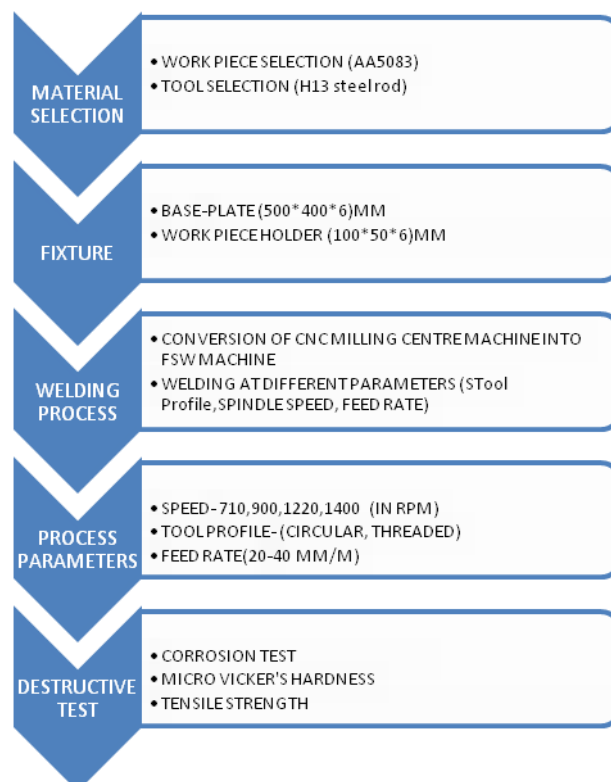 MATERIAL
SELECTION
• WORK PIECE SELECTION (AA5083)
• TOOL SELECTION (H13 steel rod)
FIXTURE
• BASE-PLATE (500*400*6)MM
• WORK PIECE HOLDER (100*50*6)MM
WELDING
PROCESS
• CONVERSION OF CNC MILLING CENTRE MACHINE INTO
FSW MACHINE
• WELDING AT DIFFERENT PARAMETERS (STool
Profile,SPINDLE SPEED, FEED RATE)
PROCESS
PARAMETERS
• SPEED-710,900,1220,1400 (IN RPM)
• TOOL PROFILE-(CIRCULAR, THREADED)
• FEED RATE(20-40 MM/M)
DESTRUCTIVE
TEST
• CORROSION TEST
• MICRO VICKER'S HARDNESS
• TENSILE STRENGTH